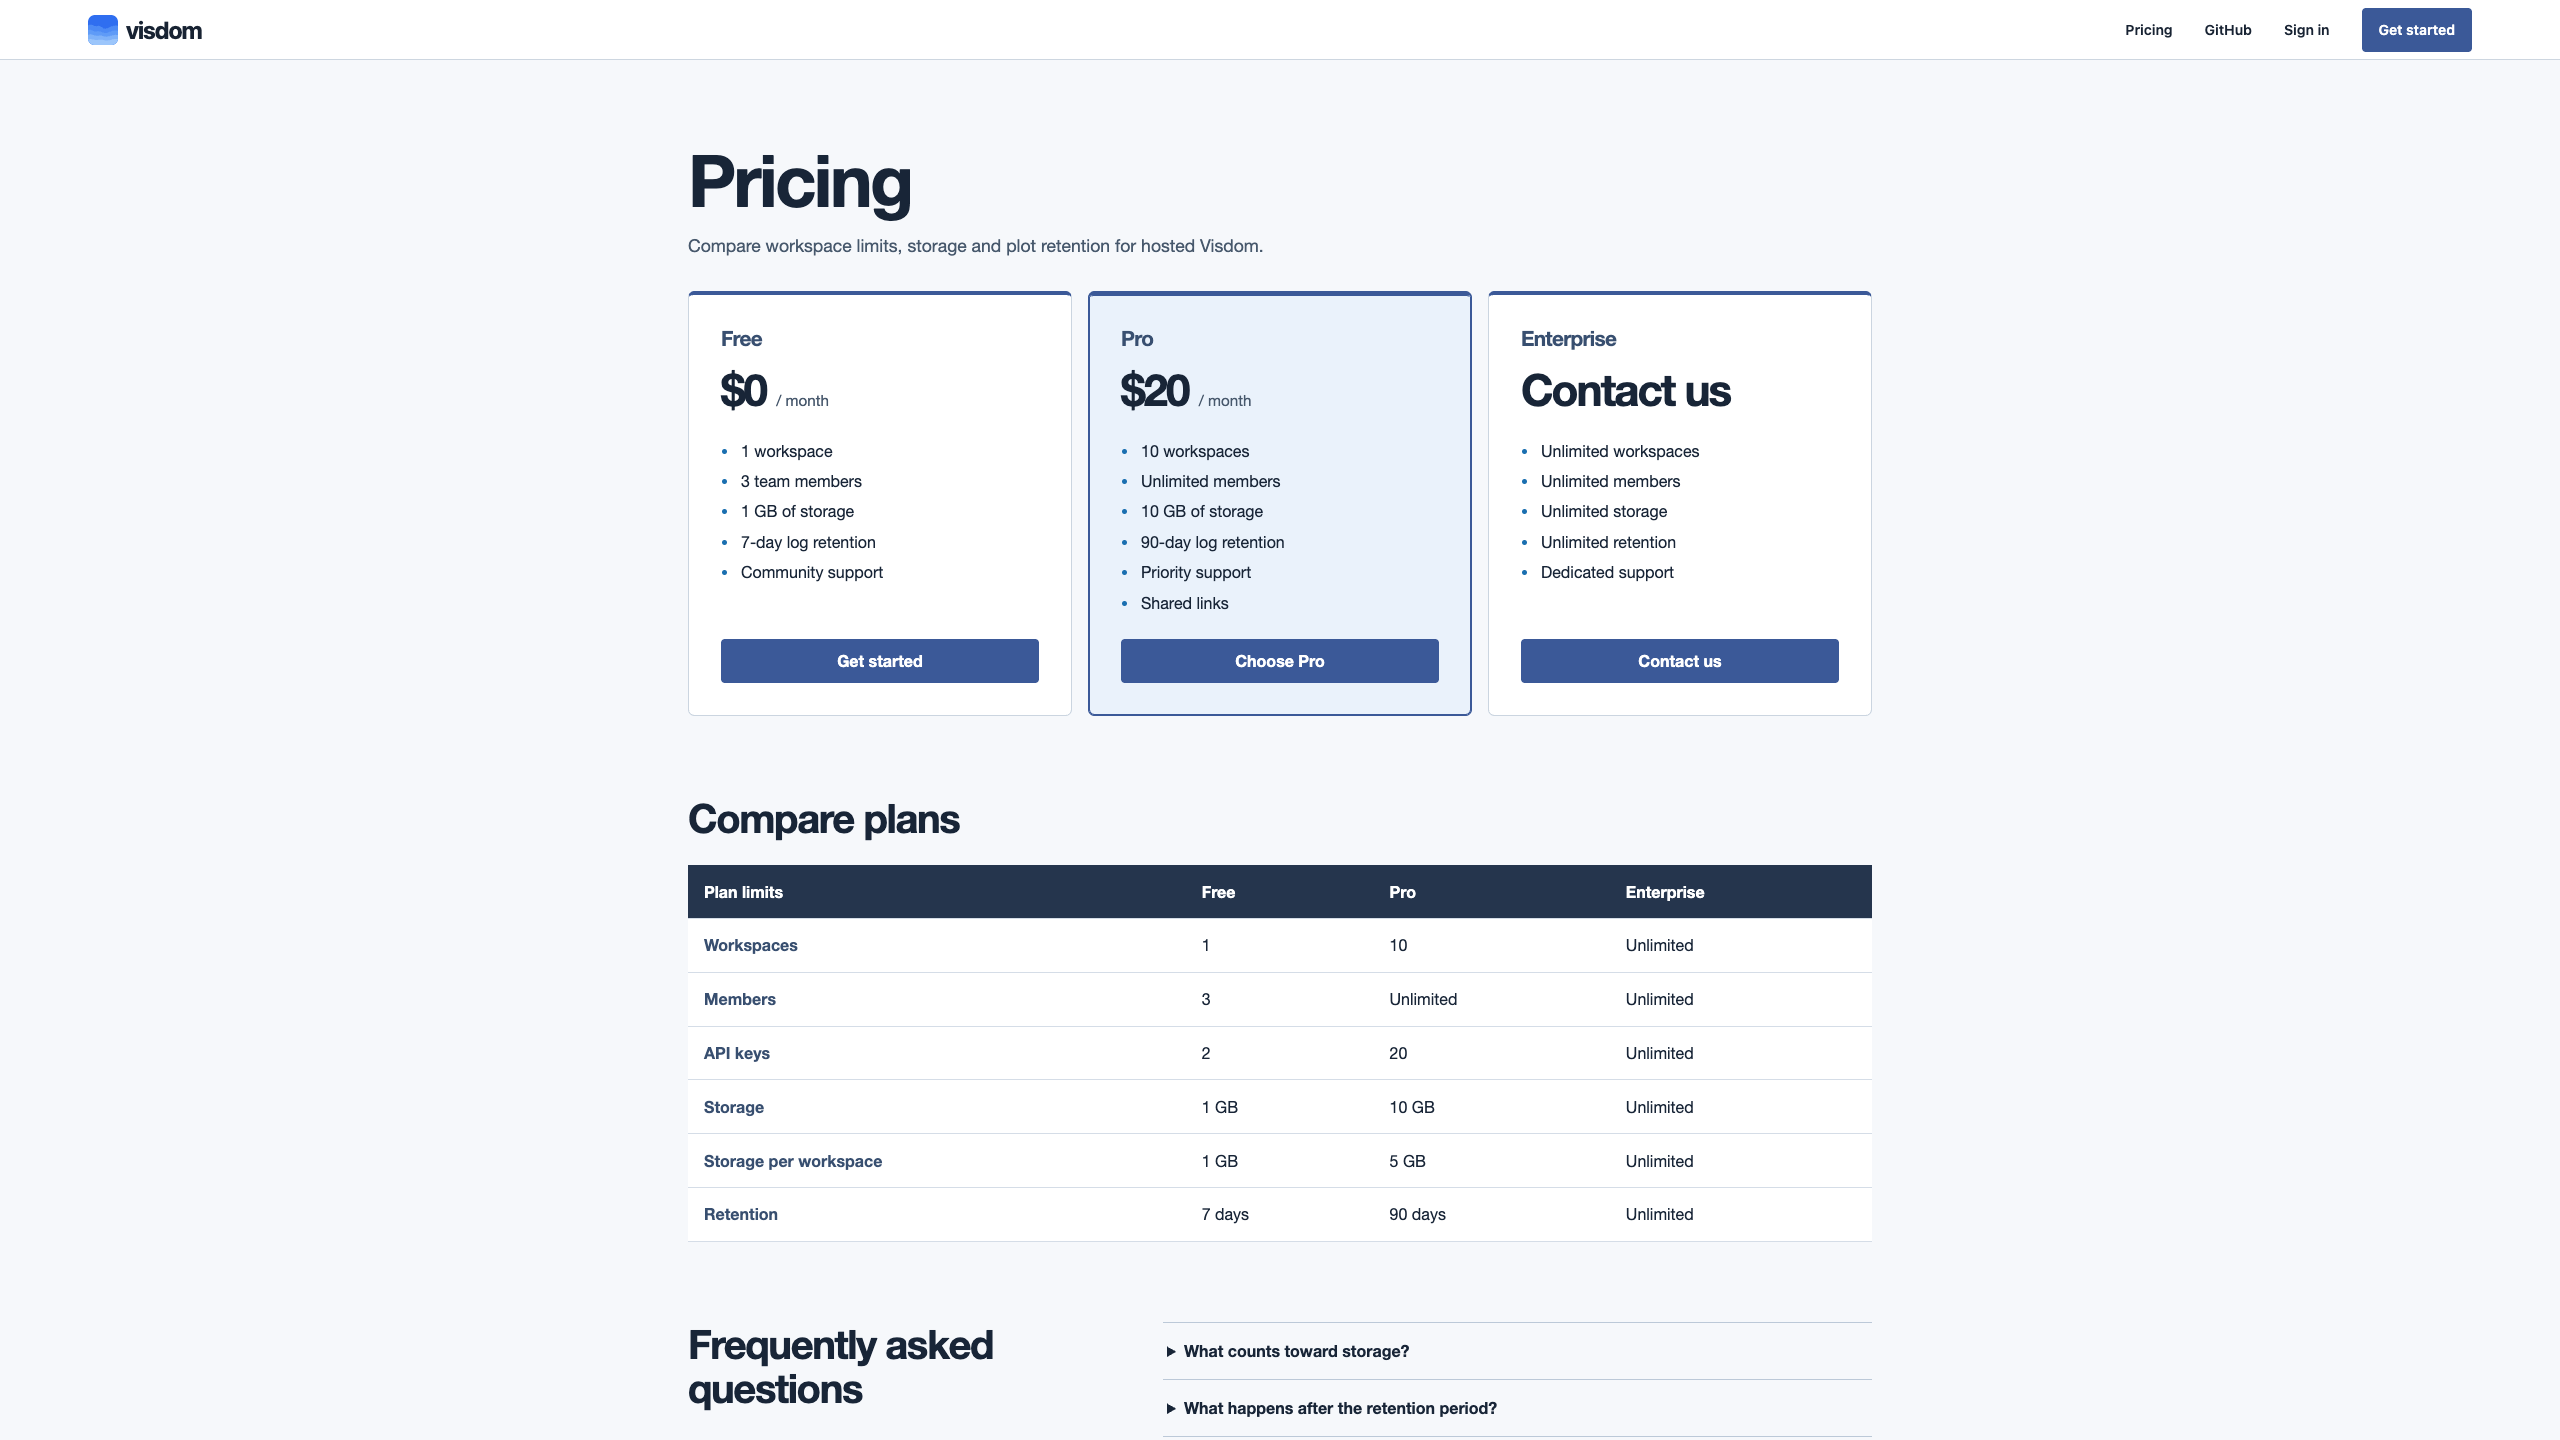 visdom
Pricing GitHub Sign in Get started
Pricing
Compare workspace limits, storage and plot retention for hosted Visdom.
Free
$0 / month
• 1 workspace
• 3 team members
• 1 GB of storage
• 7-day log retention
• Community support
Get started
Pro
$20 / month
• 10 workspaces
• Unlimited members
• 10 GB of storage
• 90-day log retention
• Priority support
• Shared links
Choose Pro
Enterprise
Contact us
• Unlimited workspaces
• Unlimited members
• Unlimited storage
• Unlimited retention
• Dedicated support
Contact us
Compare plans
Plan limits Free Pro Enterprise
Workspaces 1 10 Unlimited
Members 3 Unlimited Unlimited
API keys 2 20 Unlimited
Storage 1 GB 10 GB Unlimited
Storage per workspace 1 GB 5 GB Unlimited
Retention 7 days 90 days Unlimited
Frequently asked
questions
What counts toward storage?
What happens after the retention period?